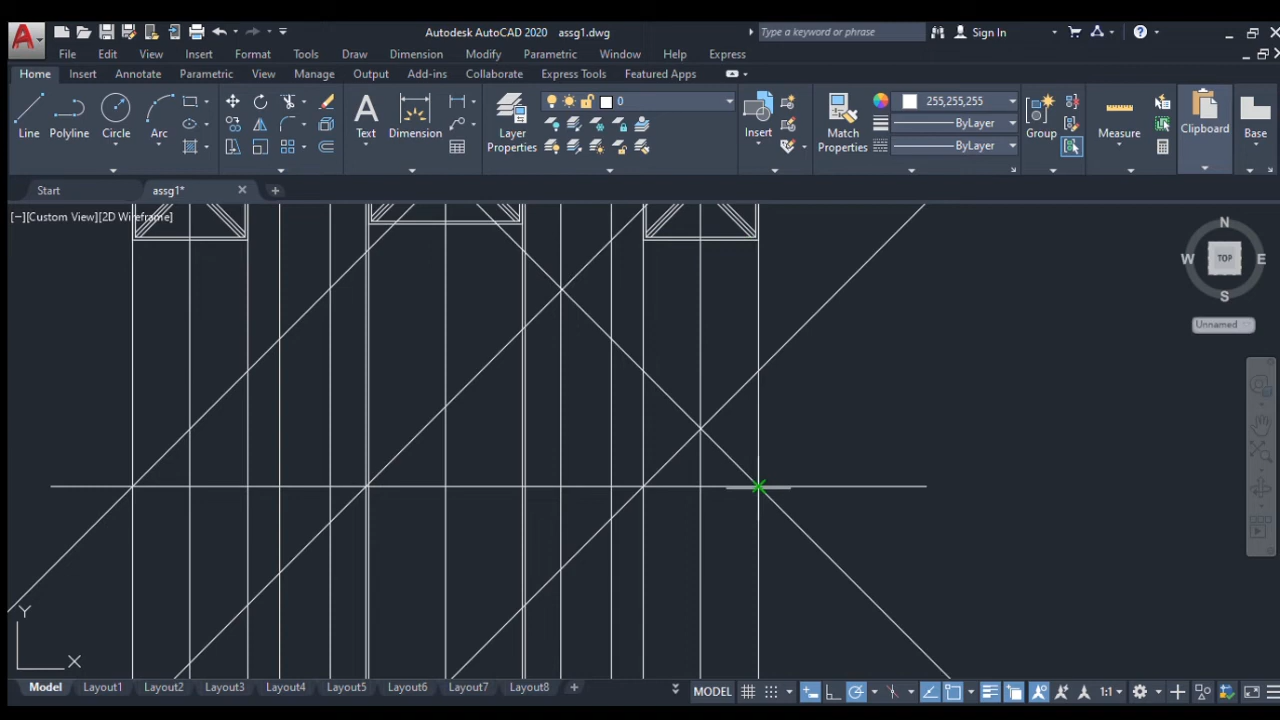 Autodesk AutoCAD 2020 assg1.dwg
Type a keyword or phrase
Sign In
File Edit View Insert Format Tools Draw Dimension Modify Parametric Window Help Express
Home Insert Annotate Parametric View Manage Output Add-ins Collaborate Express Tools Featured Apps
0
255,255,255
ByLayer
ByLayer
Line Polyline Circle Arc Text Dimension Layer Properties Insert Match Properties Group Measure Clipboard Base
Start assg1*
[−][Custom View][2D Wireframe]
N
W TOP E
S
Unnamed
Y
X
Model Layout1 Layout2 Layout3 Layout4 Layout5 Layout6 Layout7 Layout8
MODEL
1:1